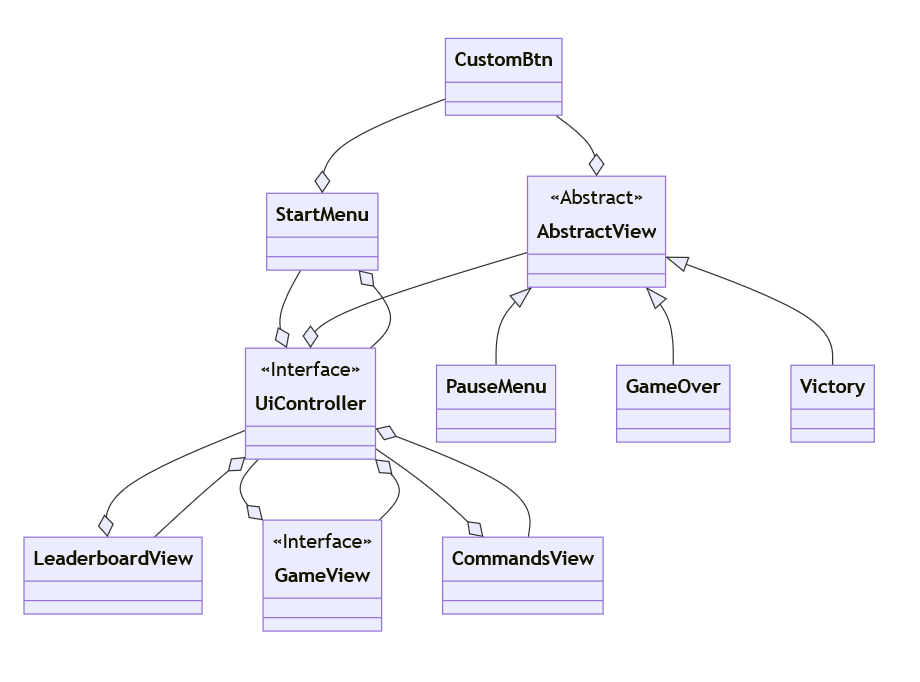 CustomBtn
«Abstract»
AbstractView
StartMenu
«Interface»
UiController
PauseMenu
GameOver
Victory
LeaderboardView
«Interface»
GameView
CommandsView